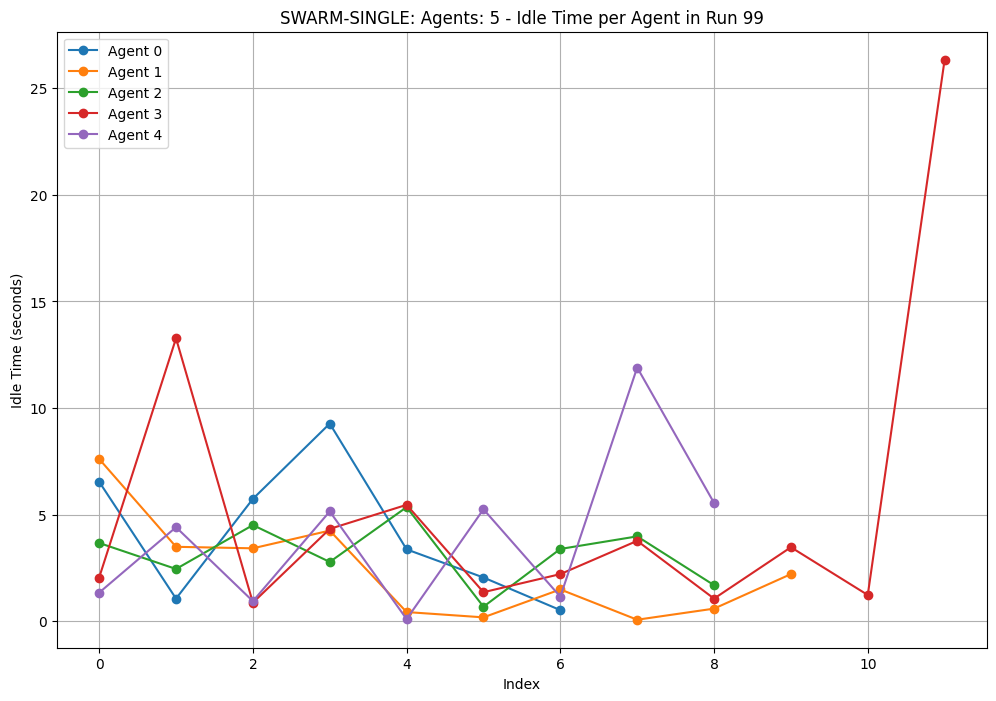 SWARM-SINGLE: Agents: 5 - Idle Time per Agent in Run 99
Agent 0
Agent 1
Agent 2
Agent 3
Agent 4
Idle Time (seconds)
25
20
15
10
5
0
0 2 4 6 8 10
Index